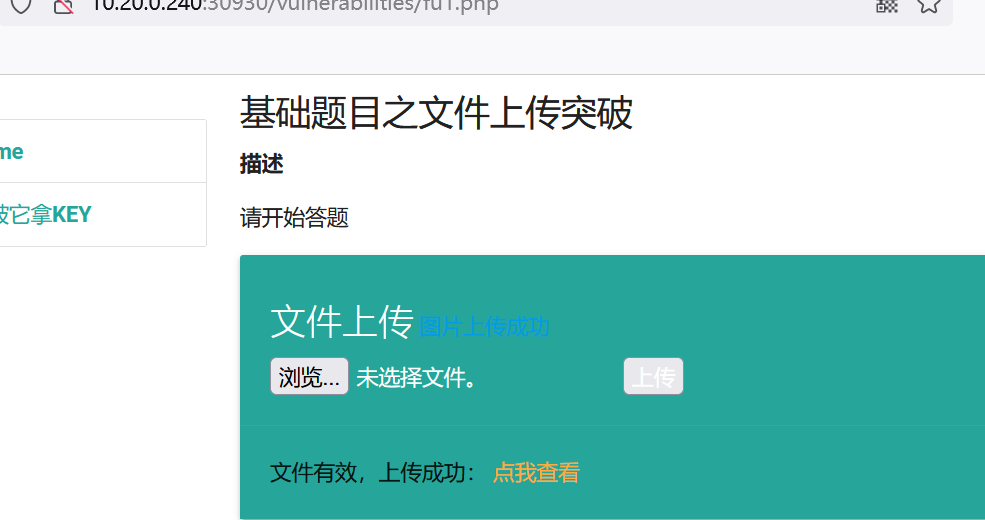 10.20.0.240:30930/vulnerabilities/fu1.php
基础题目之文件上传突破
me
描述
破它拿KEY
请开始答题
文件上传 图片上传成功
浏览... 未选择文件。 上传
文件有效，上传成功： 点我查看